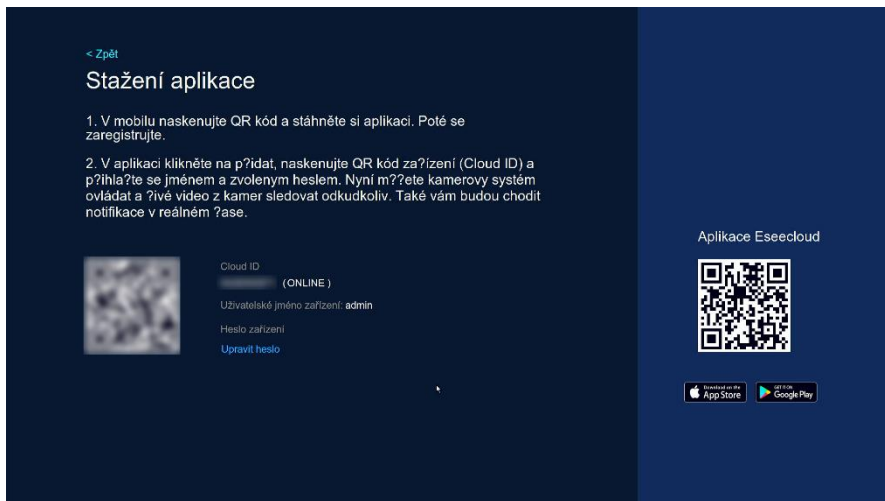 < Zpět
Stažení aplikace
1. V mobilu naskenujte QR kód a stáhněte si aplikaci. Poté se
zaregistrujte.
2. V aplikaci klikněte na p?idat, naskenujte QR kód za?ízení (Cloud ID) a
p?ihla?te se jménem a zvolenym heslem. Nyní m??ete kamerovy systém
ovládat a ?ivé video z kamer sledovat odkudkoliv. Také vám budou chodit
notifikace v reálném ?ase.
Cloud ID
(ONLINE )
Uživatelské jméno zařízení: admin
Heslo zařízení
Upravit heslo
Aplikace Eseecloud
Download on the
App Store
GET IT ON
Google Play